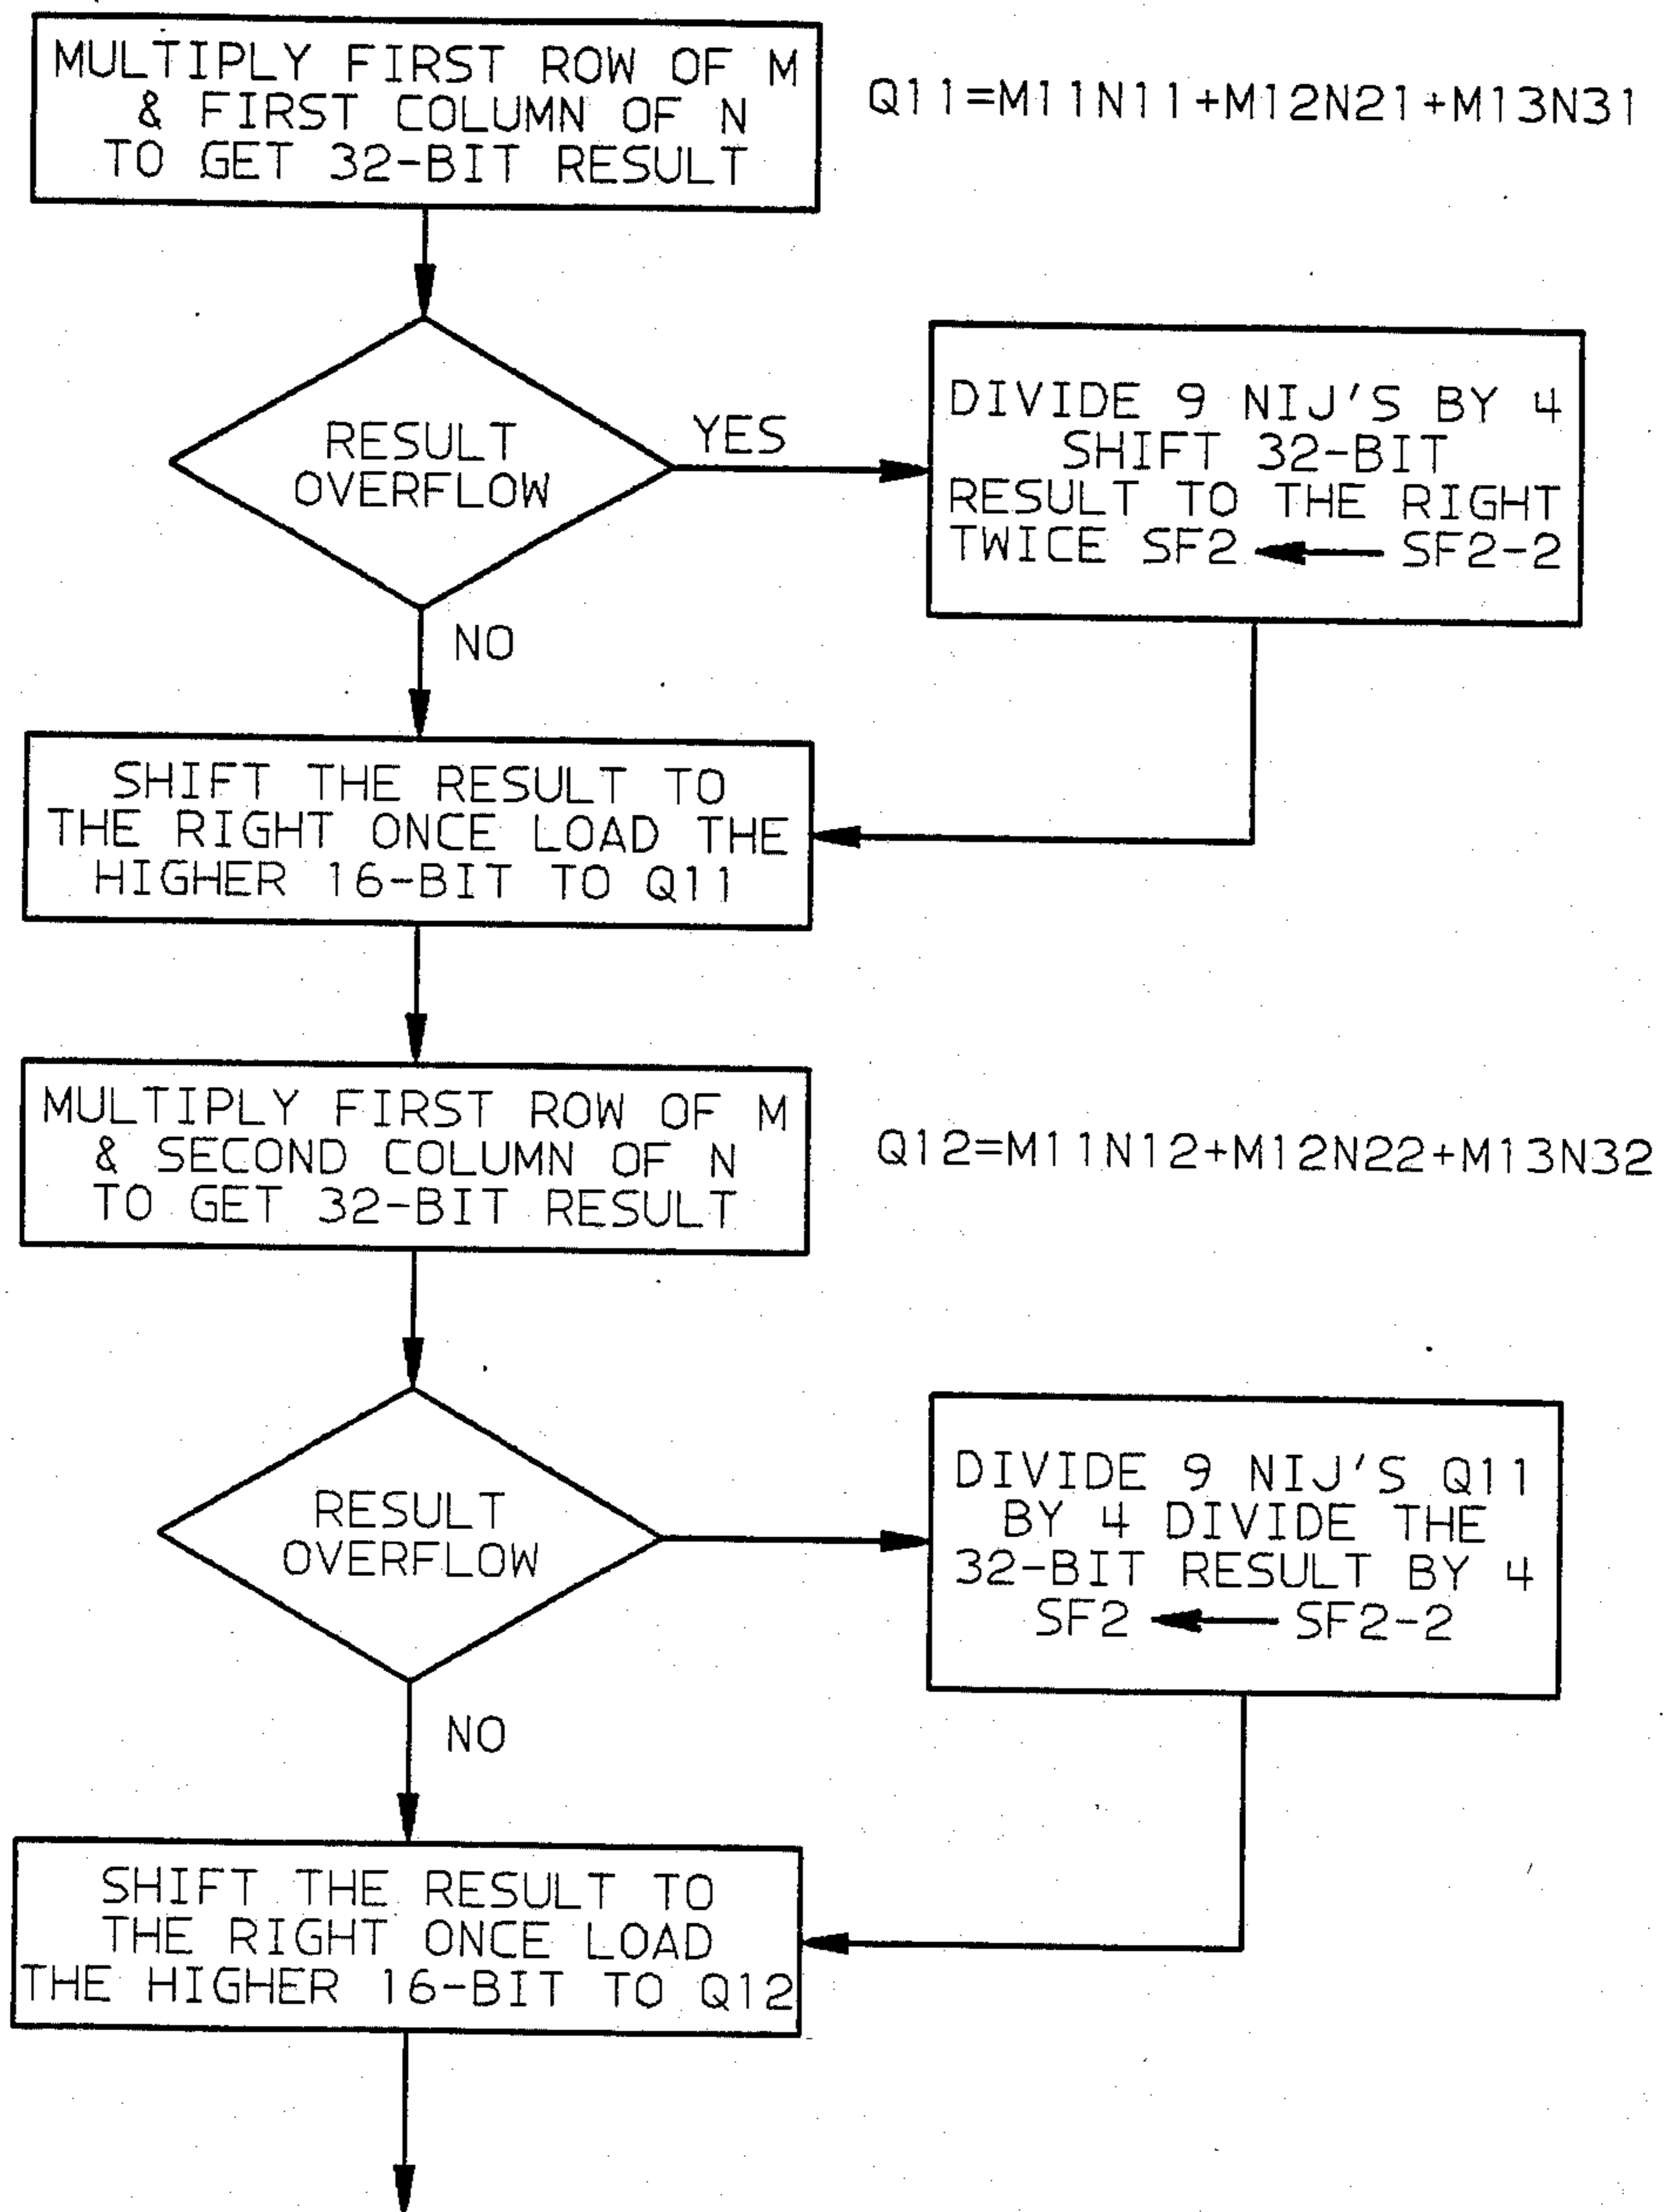 MULTIPLY FIRST ROW OF M
& FIRST COLUMN OF N
TO GET 32-BIT RESULT
Q11=M11N11+M12N21+M13N31
RESULT
OVERFLOW
YES
DIVIDE 9 NIJ'S BY 4
SHIFT 32-BIT
RESULT TO THE RIGHT
TWICE SF2 ← SF2-2
NO
SHIFT THE RESULT TO
THE RIGHT ONCE LOAD THE
HIGHER 16-BIT TO Q11
MULTIPLY FIRST ROW OF M
& SECOND COLUMN OF N
TO GET 32-BIT RESULT
Q12=M11N12+M12N22+M13N32
RESULT
OVERFLOW
DIVIDE 9 NIJ'S Q11
BY 4 DIVIDE THE
32-BIT RESULT BY 4
SF2 ← SF2-2
NO
SHIFT THE RESULT TO
THE RIGHT ONCE LOAD
THE HIGHER 16-BIT TO Q12